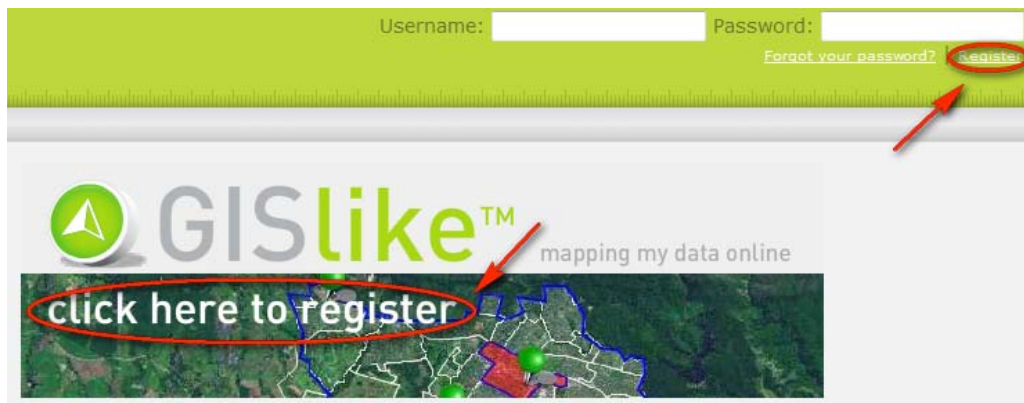 Username: Password:
Forgot your password? | Register
GISlike™
mapping my data online
click here to register